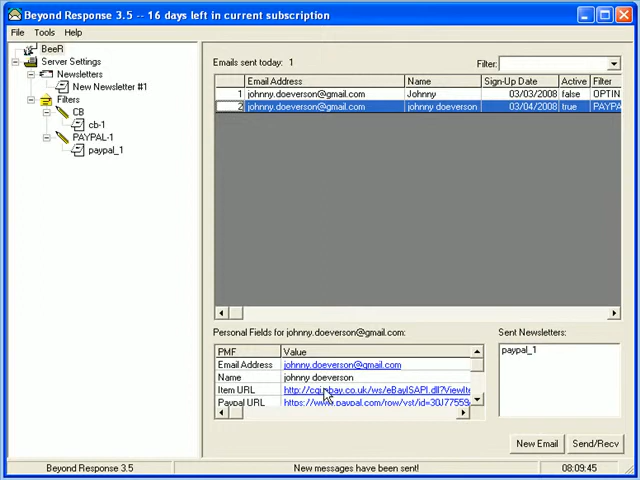 Beyond Response 3.5 -- 16 days left in current subscription
File Tools Help
BeeR
Server Settings
Newsletters
New Newsletter #1
Filters
CB
cb-1
PAYPAL-1
paypal_1
Emails sent today: 1
Filter:
Email Address Name Sign-Up Date Active Filter
1 johnny.doeverson@gmail.com Johnny 03/03/2008 false OPTIN
2 johnny.doeverson@gmail.com johnny doeverson 03/04/2008 true PAYPA
Personal Fields for johnny.doeverson@gmail.com:
PMF Value
Email Address johnny.doeverson@gmail.com
Name johnny doeverson
Item URL
Paypal URL
Sent Newsletters:
paypal_1
New Email Send/Recv
Beyond Response 3.5 New messages have been sent! 08:09:45